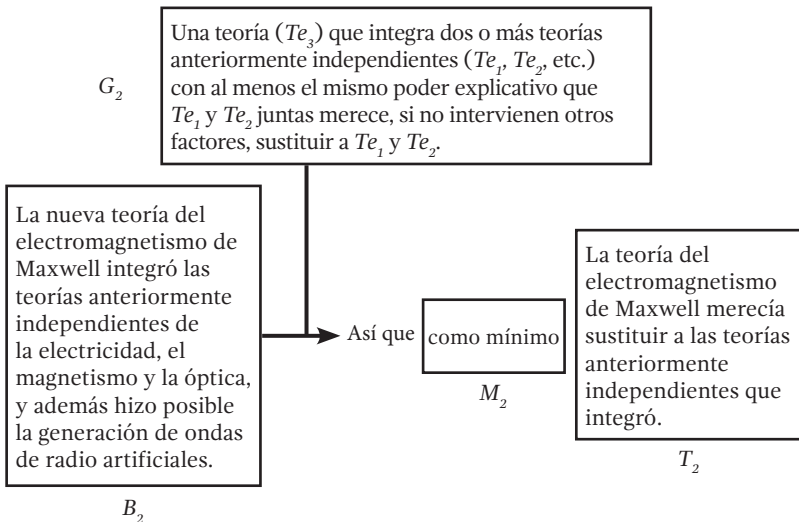 Una teoría (Te₃) que integra dos o más teorías
anteriormente independientes (Te₁, Te₂, etc.)
con al menos el mismo poder explicativo que
Te₁ y Te₂ juntas merece, si no intervienen otros
factores, sustituir a Te₁ y Te₂.
G₂
La nueva teoría del
electromagnetismo de
Maxwell integró las
teorías anteriormente
independientes de
la electricidad, el
magnetismo y la óptica,
y además hizo posible
la generación de ondas
de radio artificiales.
B₂
Así que
como mínimo
M₂
La teoría del
electromagnetismo
de Maxwell merecía
sustituir a las teorías
anteriormente
independientes que
integró.
T₂